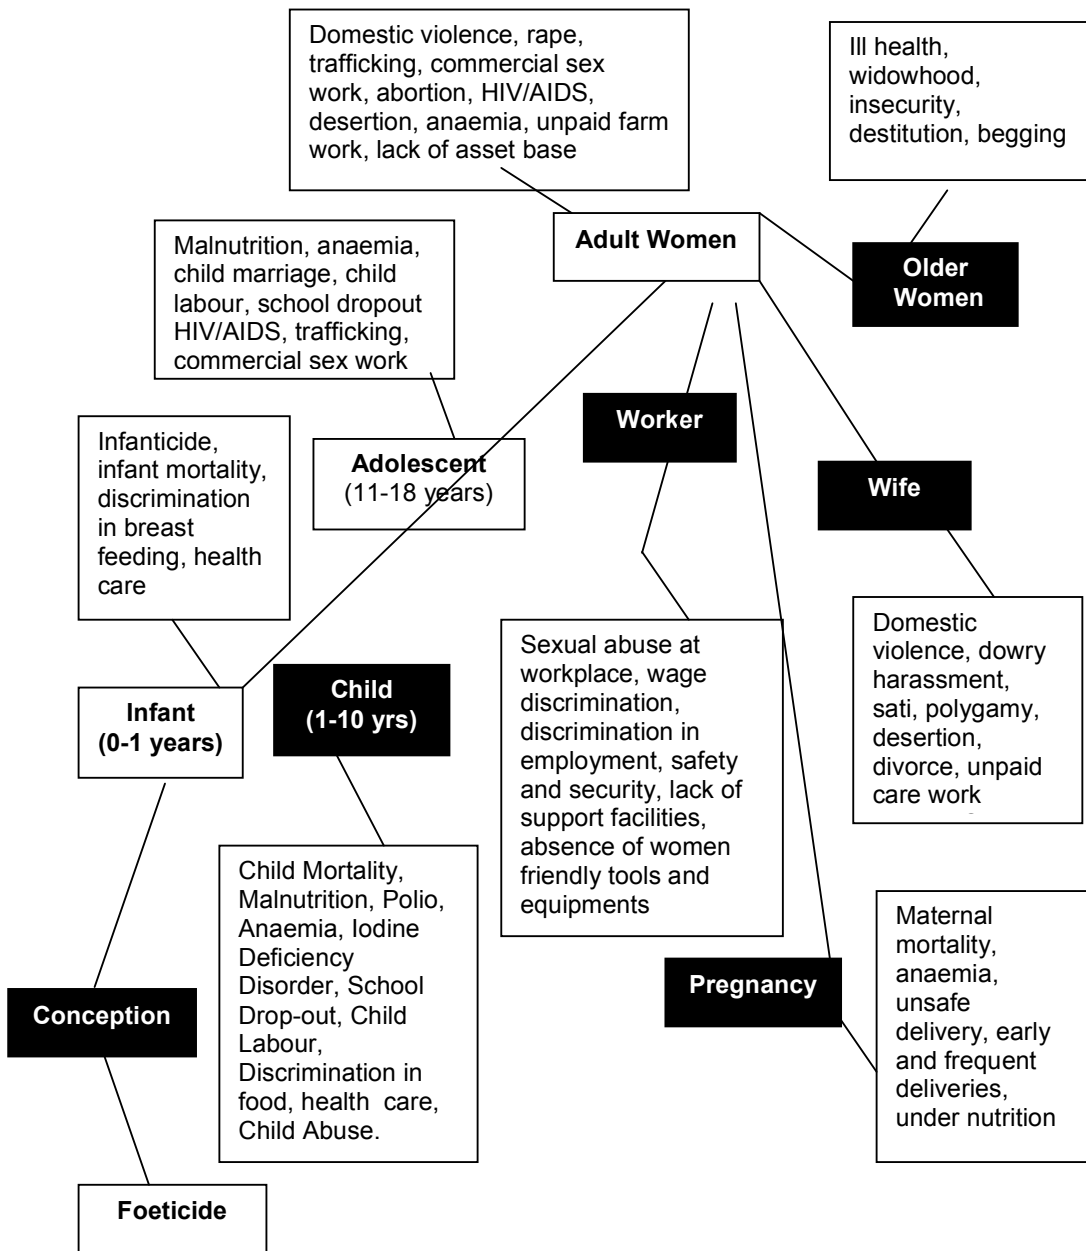 Domestic violence, rape,
trafficking, commercial sex
work, abortion, HIV/AIDS,
desertion, anaemia, unpaid farm
work, lack of asset base
Ill health,
widowhood,
insecurity,
destitution, begging
Adult Women
Older
Women
Malnutrition, anaemia,
child marriage, child
labour, school dropout
HIV/AIDS, trafficking,
commercial sex work
Worker
Adolescent
(11-18 years)
Wife
Infanticide,
infant mortality,
discrimination
in breast
feeding, health
care
Infant
(0-1 years)
Child
(1-10 yrs)
Sexual abuse at
workplace, wage
discrimination,
discrimination in
employment, safety
and security, lack of
support facilities,
absence of women
friendly tools and
equipments
Domestic
violence, dowry
harassment,
sati, polygamy,
desertion,
divorce, unpaid
care work
Child Mortality,
Malnutrition, Polio,
Anaemia, Iodine
Deficiency
Disorder, School
Drop-out, Child
Labour,
Discrimination in
food, health care,
Child Abuse.
Conception
Pregnancy
Maternal
mortality,
anaemia,
unsafe
delivery, early
and frequent
deliveries,
under nutrition
Foeticide